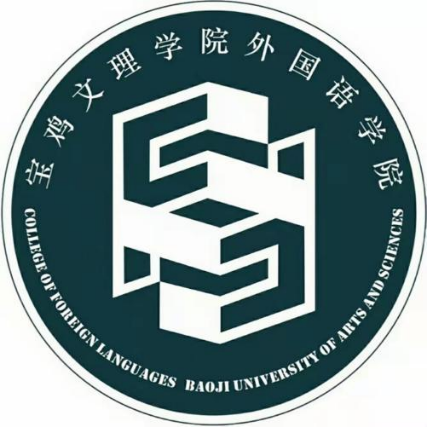 宝鸡文理学院外国语学院
COLLEGE OF FOREIGN LANGUAGES BAOJI UNIVERSITY OF ARTS AND SCIENCES